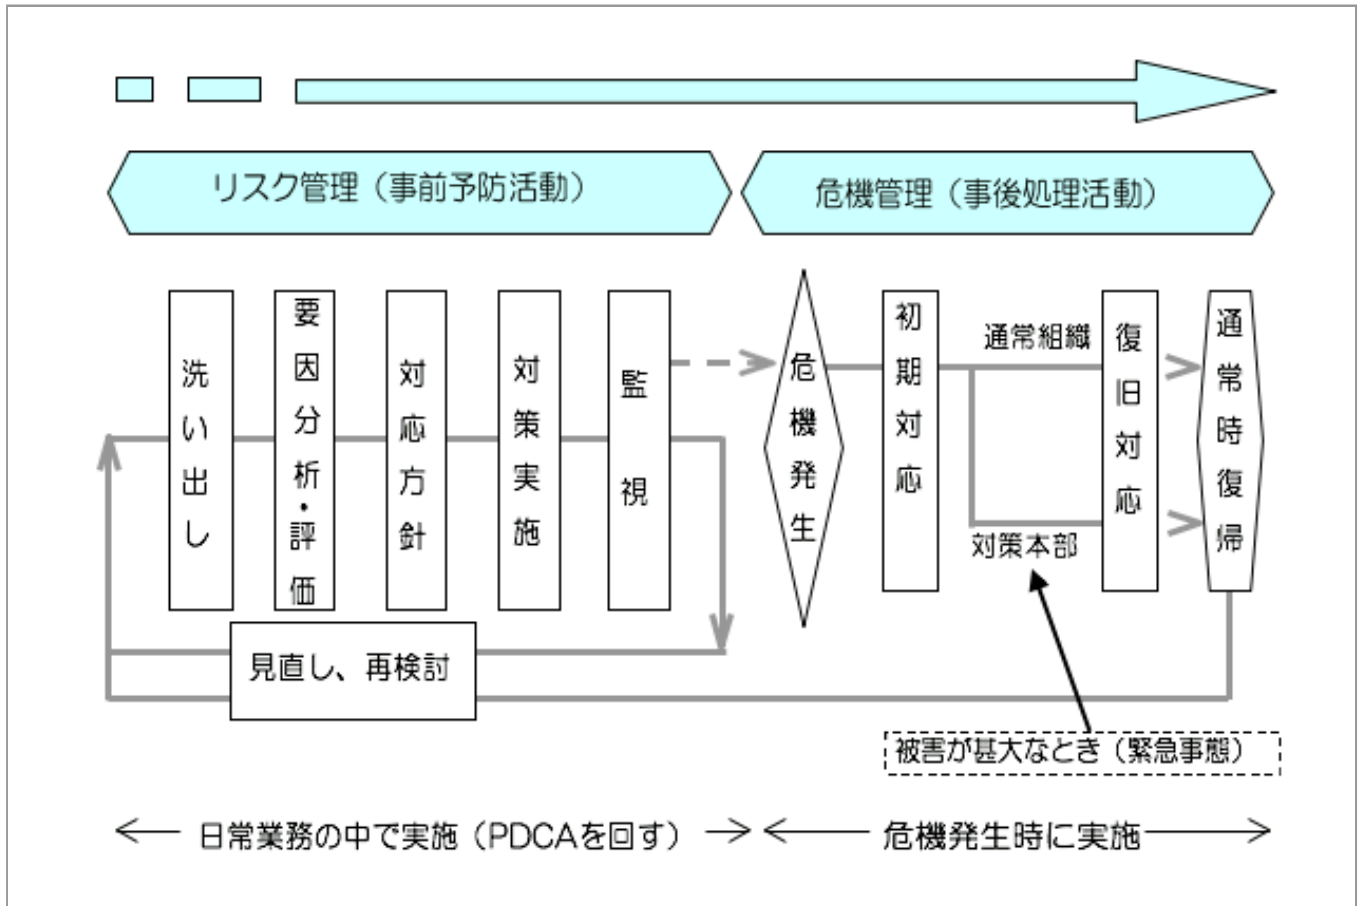 リスク管理（事前予防活動）
危機管理（事後処理活動）
洗い出し
要因分析・評価
対応方針
対策実施
監視
危機発生
初期対応
通常組織
対策本部
復旧対応
通常時復帰
見直し、再検討
被害が甚大なとき（緊急事態）
日常業務の中で実施（PDCAを回す）
危機発生時に実施